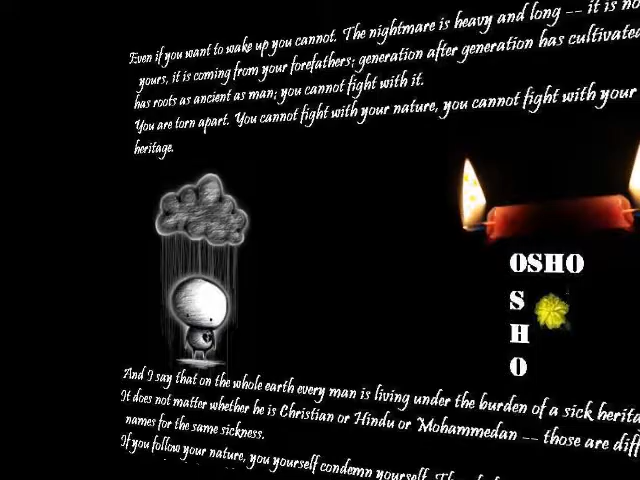 Even if you want to wake up you cannot. The nightmare is heavy and long -- it is no
yours, it is coming from your forefathers; generation after generation has cultivated
has roots as ancient as man; you cannot fight with it.
You are torn apart. You cannot fight with your nature, you cannot fight with your
heritage.
OSHO
S
H
O
And I say that on the whole earth every man is living under the burden of a sick herita
It does not matter whether he is Christian or Hindu or Mohammedan -- those are diff
names for the same sickness.
If you follow your nature, you yourself condemn yourself.